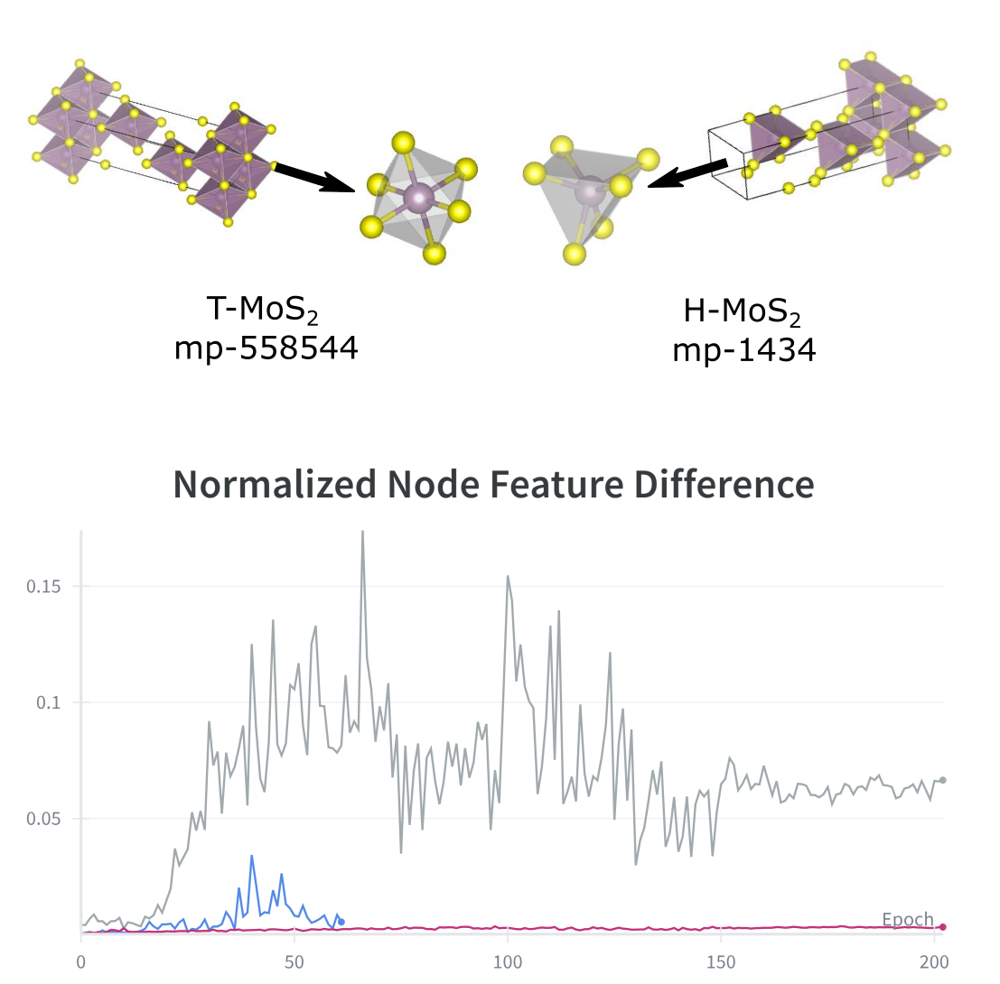 T-MoS₂
mp-558544
H-MoS₂
mp-1434
Normalized Node Feature Difference
0.15
0.1
0.05
Epoch
0 50 100 150 200